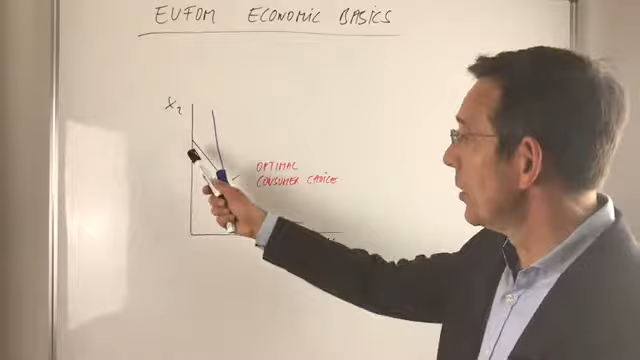 EUFOM ECONOMIC BASICS
X₂
OPTIMAL
CONSUMER CHOICE